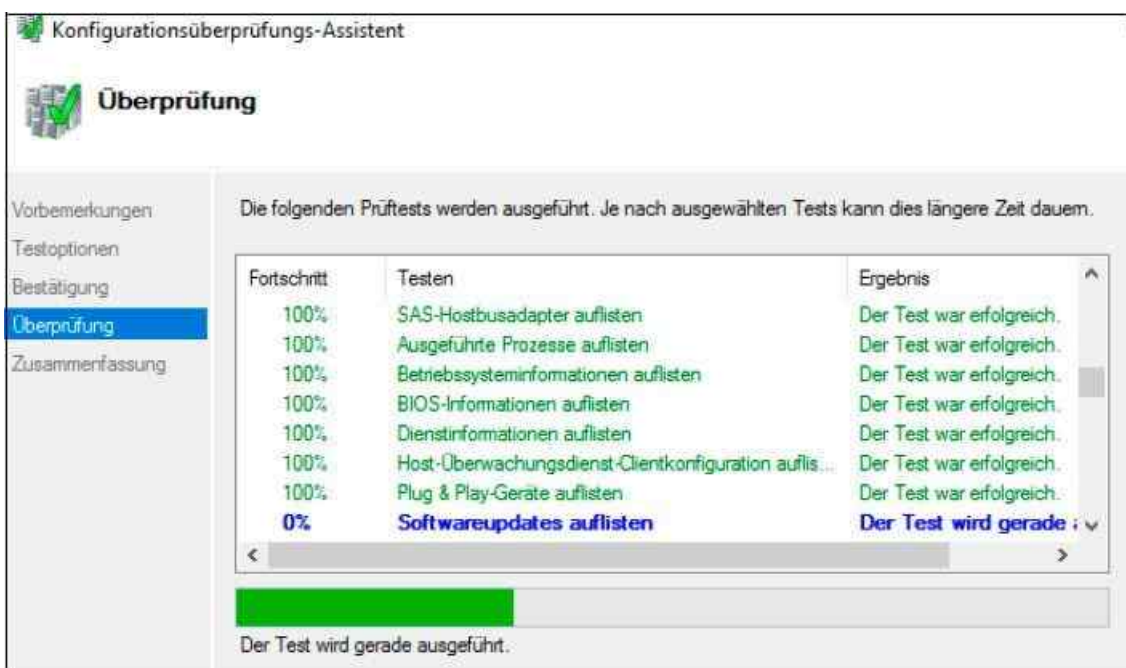 Konfigurationsüberprüfungs-Assistent
Überprüfung
Vorbemerkungen
Testoptionen
Bestätigung
Überprüfung
Zusammenfassung
Die folgenden Prüftests werden ausgeführt. Je nach ausgewählten Tests kann dies längere Zeit dauern.
Fortschritt Testen Ergebnis
100% SAS-Hostbusadapter auflisten Der Test war erfolgreich.
100% Ausgeführte Prozesse auflisten Der Test war erfolgreich.
100% Betriebssysteminformationen auflisten Der Test war erfolgreich.
100% BIOS-Informationen auflisten Der Test war erfolgreich.
100% Dienstinformationen auflisten Der Test war erfolgreich.
100% Host-Überwachungsdienst-Clientkonfiguration auflis... Der Test war erfolgreich.
100% Plug & Play-Geräte auflisten Der Test war erfolgreich.
0% Softwareupdates auflisten Der Test wird gerade
Der Test wird gerade ausgeführt.